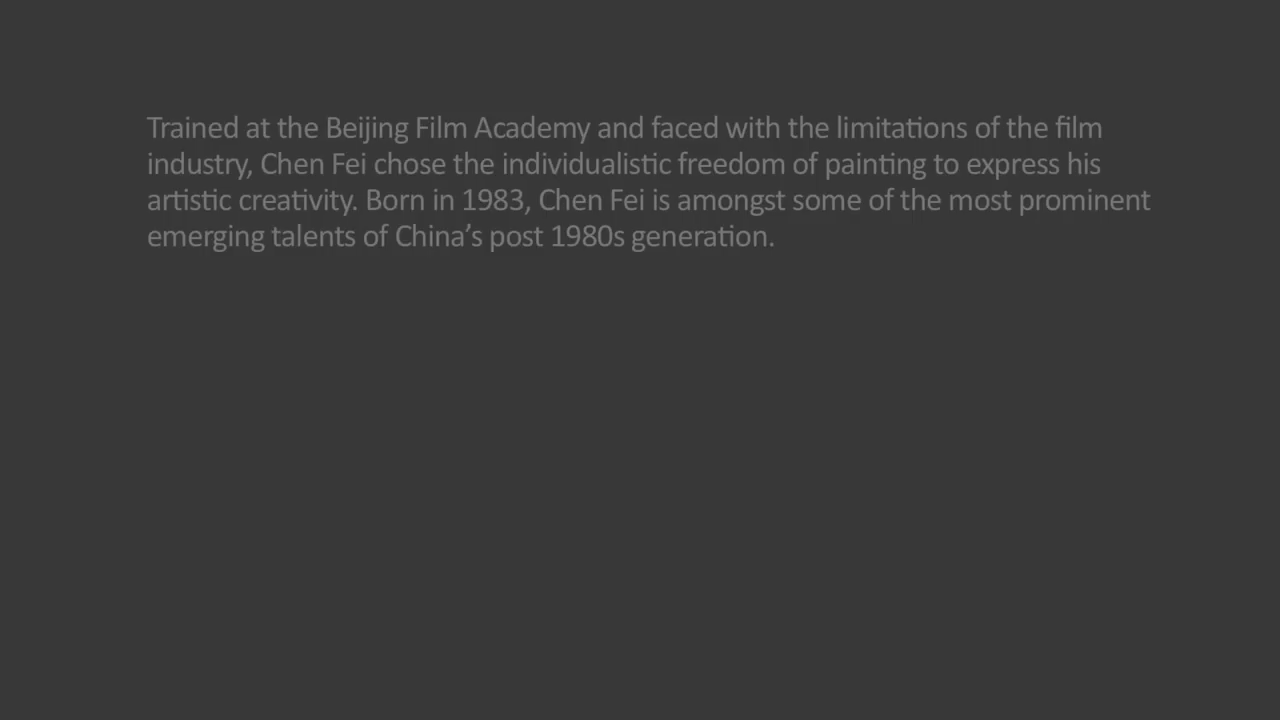 Trained at the Beijing Film Academy and faced with the limitations of the film
industry, Chen Fei chose the individualistic freedom of painting to express his
artistic creativity. Born in 1983, Chen Fei is amongst some of the most prominent
emerging talents of China’s post 1980s generation.